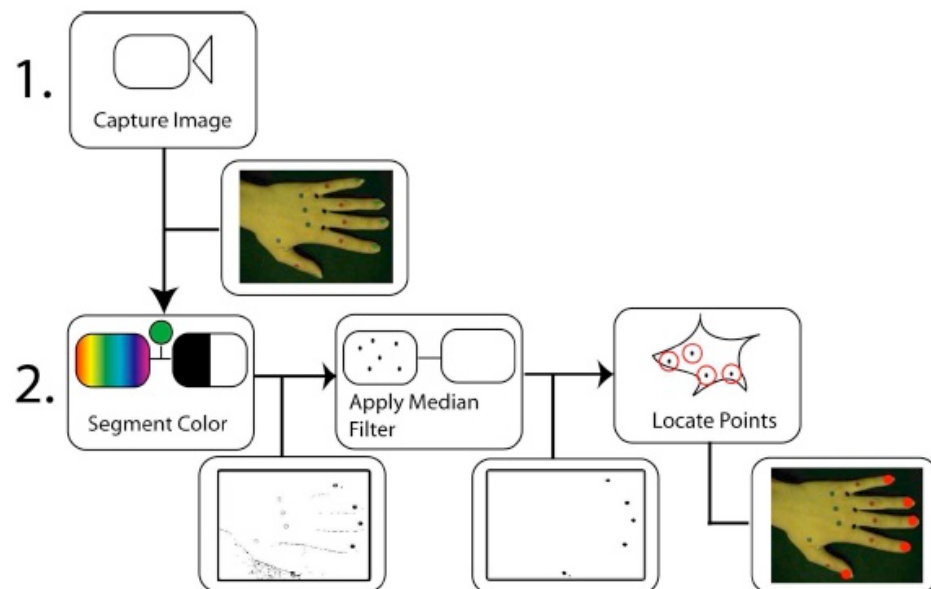 1.
Capture Image
2.
Segment Color
Apply Median
Filter
Locate Points